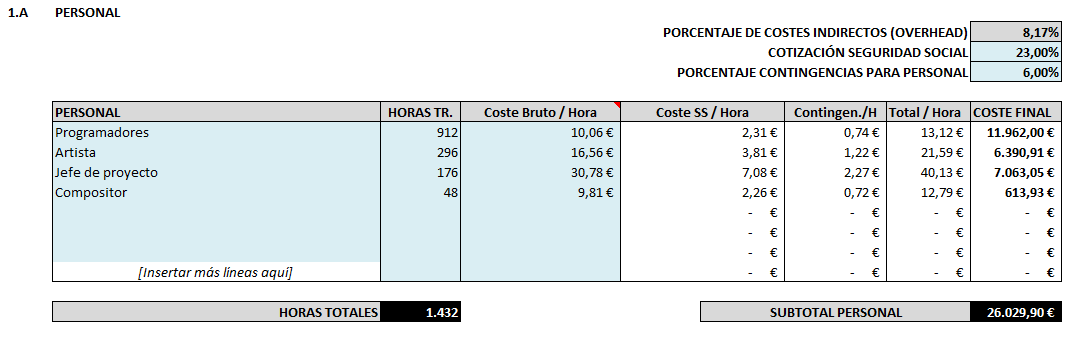 1.A PERSONAL
PORCENTAJE DE COSTES INDIRECTOS (OVERHEAD) 8,17%
COTIZACIÓN SEGURIDAD SOCIAL 23,00%
PORCENTAJE CONTINGENCIAS PARA PERSONAL 6,00%
PERSONAL HORAS TR. Coste Bruto / Hora Coste SS / Hora Contingen./H Total / Hora COSTE FINAL
Programadores 912 10,06 € 2,31 € 0,74 € 13,12 € 11.962,00 €
Artista 296 16,56 € 3,81 € 1,22 € 21,59 € 6.390,91 €
Jefe de proyecto 176 30,78 € 7,08 € 2,27 € 40,13 € 7.063,05 €
Compositor 48 9,81 € 2,26 € 0,72 € 12,79 € 613,93 €
- € - € - € - €
- € - € - € - €
- € - € - € - €
[Insertar más líneas aquí] - € - € - € - €
HORAS TOTALES 1.432 SUBTOTAL PERSONAL 26.029,90 €